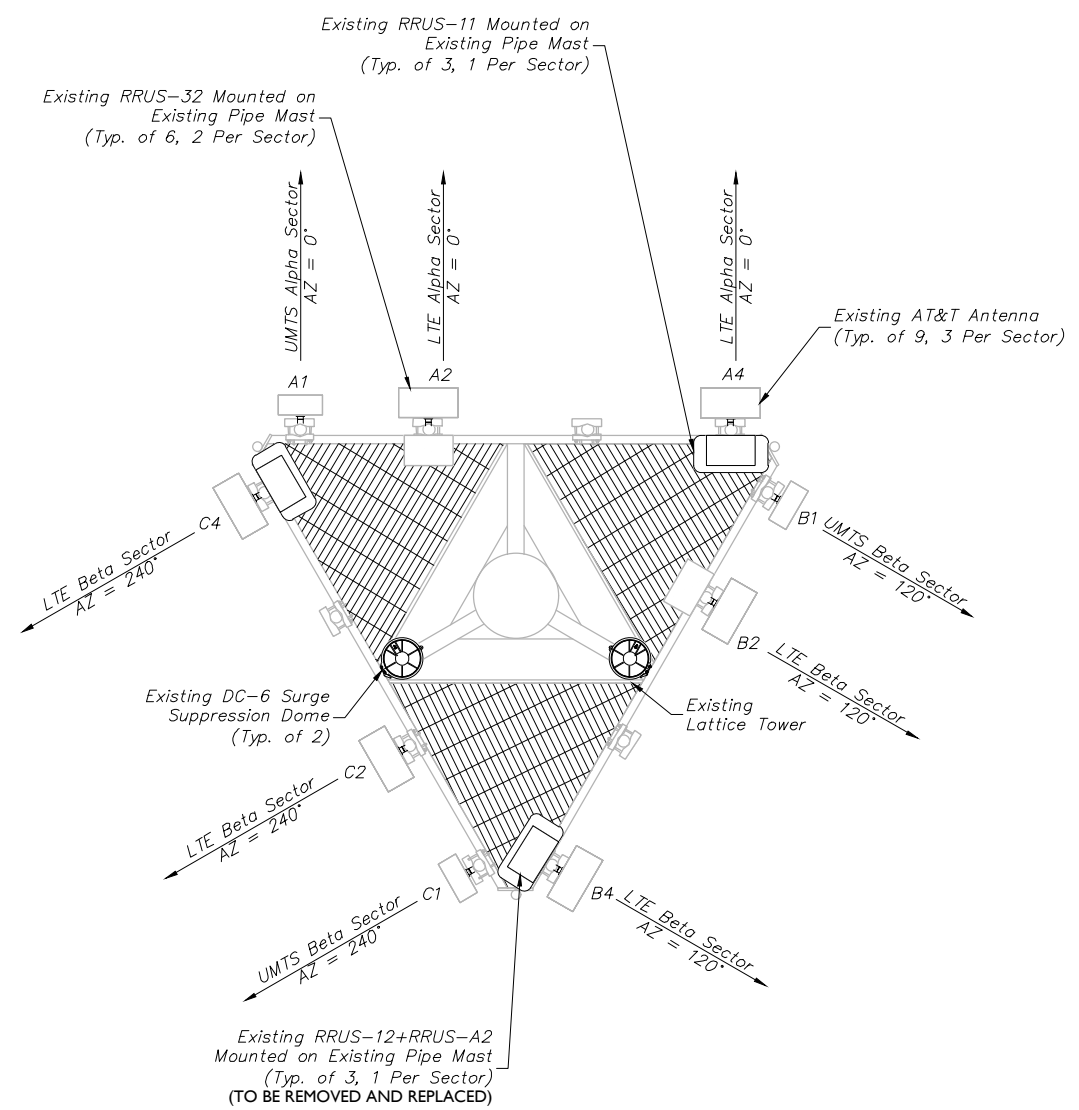 Existing RRUS-11 Mounted on
Existing Pipe Mast
(Typ. of 3, 1 Per Sector)
Existing RRUS-32 Mounted on
Existing Pipe Mast
(Typ. of 6, 2 Per Sector)
UMTS Alpha Sector
AZ = 0°
LTE Alpha Sector
AZ = 0°
LTE Alpha Sector
AZ = 0°
Existing AT&T Antenna
(Typ. of 9, 3 Per Sector)
A1
A2
A4
C4
LTE Beta Sector
AZ = 240°
B1
UMTS Beta Sector
AZ = 120°
B2
LTE Beta Sector
AZ = 120°
Existing DC-6 Surge
Suppression Dome
(Typ. of 2)
Existing
Lattice Tower
C2
LTE Beta Sector
AZ = 240°
C1
UMTS Beta Sector
AZ = 240°
B4
LTE Beta Sector
AZ = 120°
Existing RRUS-12+RRUS-A2
Mounted on Existing Pipe Mast
(Typ. of 3, 1 Per Sector)
(TO BE REMOVED AND REPLACED)